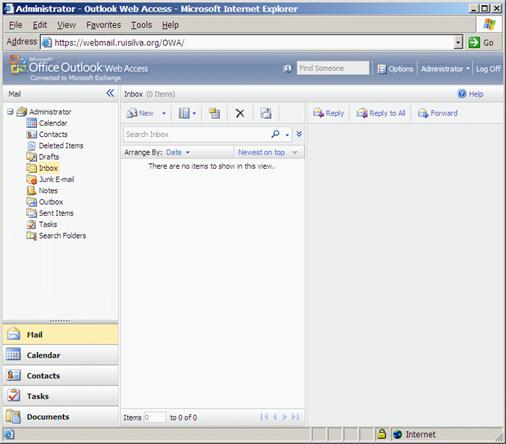 Administrator - Outlook Web Access - Microsoft Internet Explorer
File Edit View Favorites Tools Help
Address https://webmail.ruisilva.org/OWA/ Go
Microsoft
Office Outlook Web Access
Connected to Microsoft Exchange
Find Someone Options Administrator Log Off
Mail
Inbox (0 Items) Help
Administrator
Calendar
Contacts
Deleted Items
Drafts
Inbox
Junk E-mail
Notes
Outbox
Sent Items
Tasks
Search Folders
New
Reply Reply to All Forward
Search Inbox
Arrange By: Date Newest on top
There are no items to show in this view.
Mail
Calendar
Contacts
Tasks
Documents
Items 0 to 0 of 0
Internet